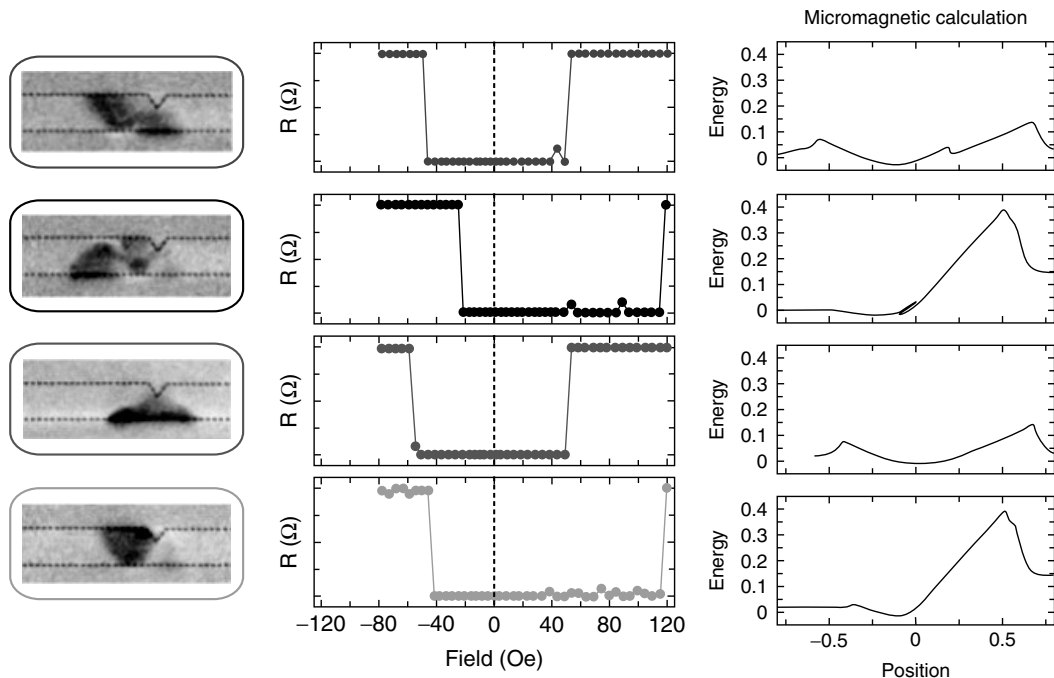 Micromagnetic calculation
R (Ω)
Energy
0.4
0.3
0.2
0.1
0
R (Ω)
Energy
0.4
0.3
0.2
0.1
0
R (Ω)
Energy
0.4
0.3
0.2
0.1
0
R (Ω)
Energy
0.4
0.3
0.2
0.1
0
−120 −80 −40 0 40 80 120
−0.5 0 0.5
Field (Oe)
Position